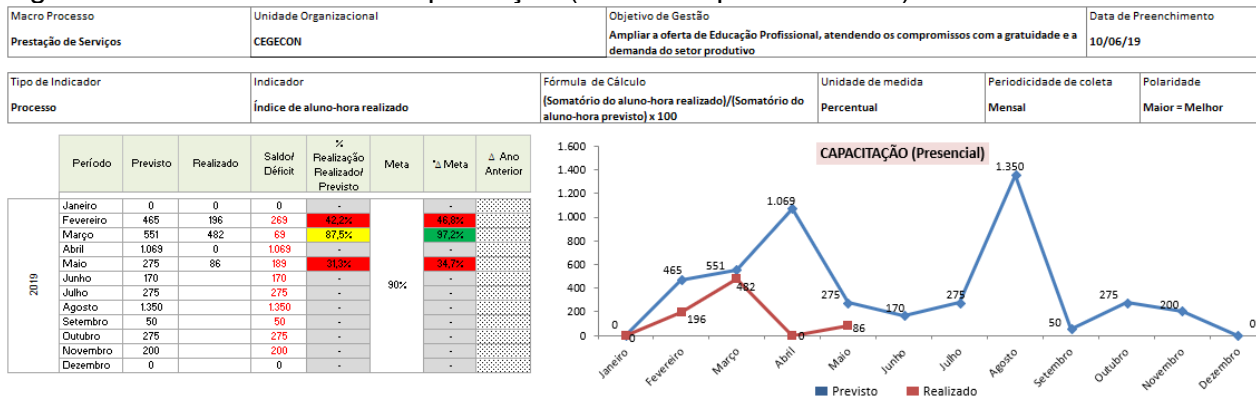 Macro Processo
Prestação de Serviços
Unidade Organizacional
CEGECON
Objetivo de Gestão
Ampliar a oferta de Educação Profissional, atendendo os compromissos com a gratuidade e a
demanda do setor produtivo
Data de Preenchimento
10/06/19
Tipo de Indicador
Processo
Indicador
Índice de aluno-hora realizado
Fórmula de Cálculo
(Somatório do aluno-hora realizado)/(Somatório do
aluno-hora previsto) x 100
Unidade de medida
Percentual
Periodicidade de coleta
Mensal
Polaridade
Maior = Melhor
Período Previsto Realizado Saldo/ Déficit % Realização Realizado/ Previsto Meta "Δ Meta Δ Ano Anterior
2019
90%
Janeiro 0 0 0 - -
Fevereiro 465 196 269 42,2% 46,8%
Março 551 482 69 87,5% 97,2%
Abril 1.069 0 1.069 - -
Maio 275 86 189 31,3% 34,7%
Junho 170 170 - -
Julho 275 275 - -
Agosto 1.350 1.350 - -
Setembro 50 50 - -
Outubro 275 275 - -
Novembro 200 200 - -
Dezembro 0 0 - -
CAPACITAÇÃO (Presencial)
1.600
1.400
1.200
1.000
800
600
400
200
0
0 465 551 1.069 275 170 275 1.350 50 275 200 0
0 196 482 0 86
Janeiro Fevereiro Março Abril Maio Junho Julho Agosto Setembro Outubro Novembro Dezembro
Previsto Realizado